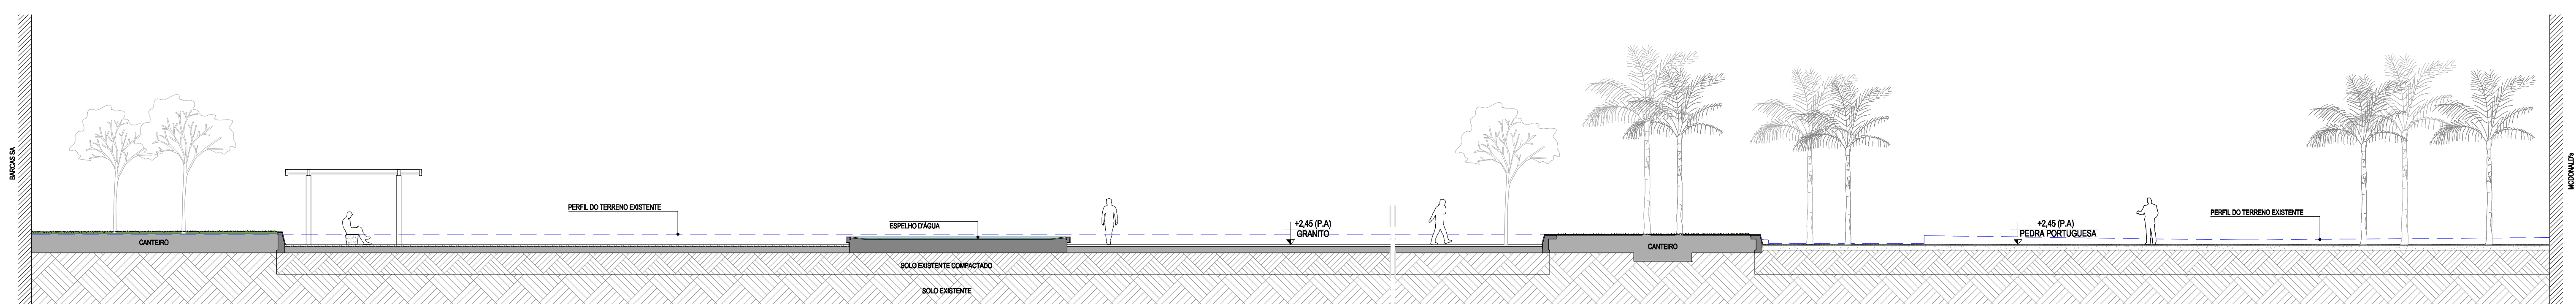 BARCAS SA
CANTEIRO
PERFIL DO TERRENO EXISTENTE
ESPELHO D'ÁGUA
SOLO EXISTENTE COMPACTADO
SOLO EXISTENTE
+2,45 (P.A)
GRANITO
CANTEIRO
+2,45 (P.A)
PEDRA PORTUGUESA
PERFIL DO TERRENO EXISTENTE
MCDONALD's